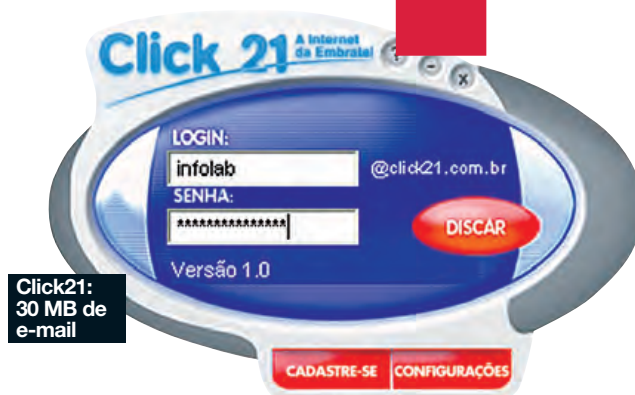 Click 21
A Internet
da Embratel
?
-
x
LOGIN:
infolab
@click21.com.br
SENHA:
***************
DISCAR
Versão 1.0
Click21:
30 MB de
e-mail
CADASTRE-SE
CONFIGURAÇÕES